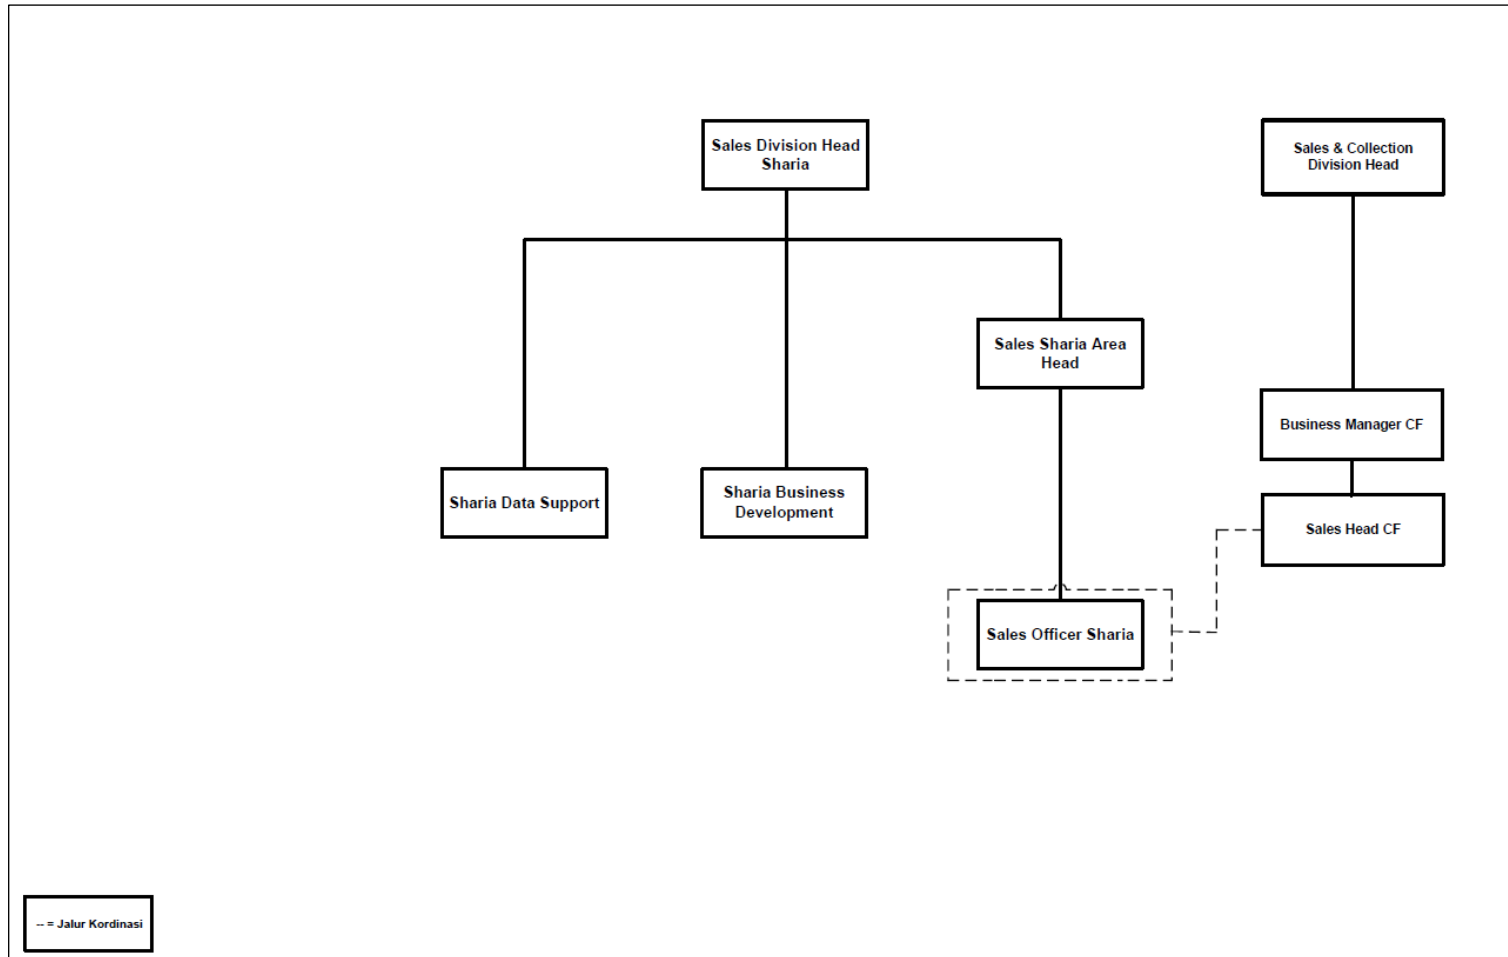 Sales Division Head
Sharia
Sales & Collection
Division Head
Sales Sharia Area
Head
Business Manager CF
Sharia Data Support
Sharia Business
Development
Sales Head CF
Sales Officer Sharia
-- = Jalur Kordinasi